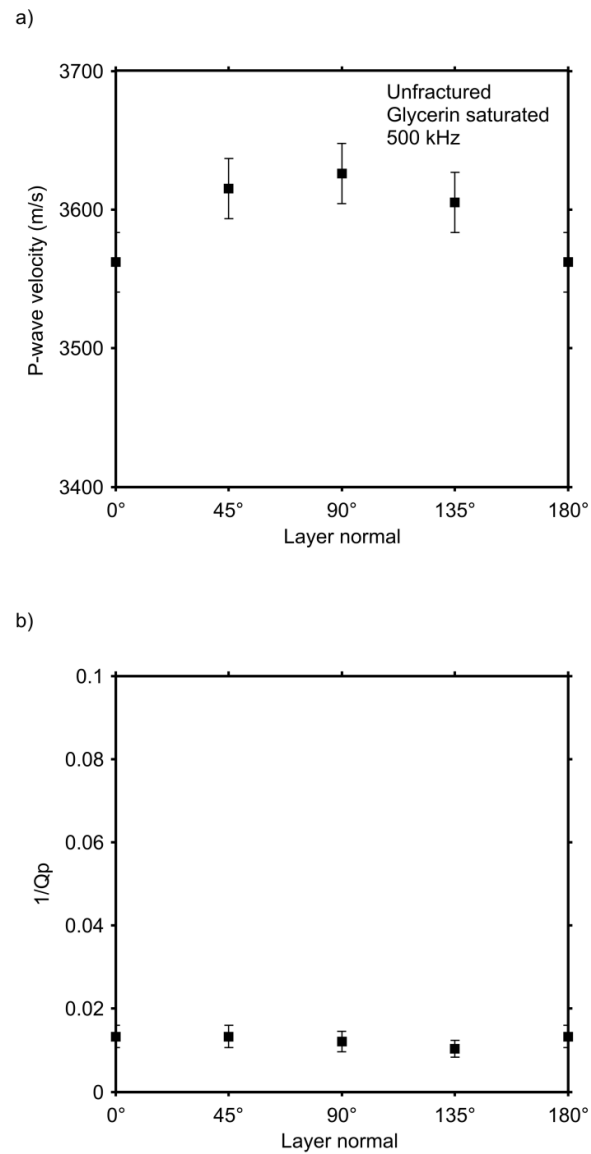 a)
3700
Unfractured
Glycerin saturated
500 kHz
3600
P-wave velocity (m/s)
3500
3400
0° 45° 90° 135° 180°
Layer normal
b)
0.1
0.08
0.06
1/Qp
0.04
0.02
0
0° 45° 90° 135° 180°
Layer normal